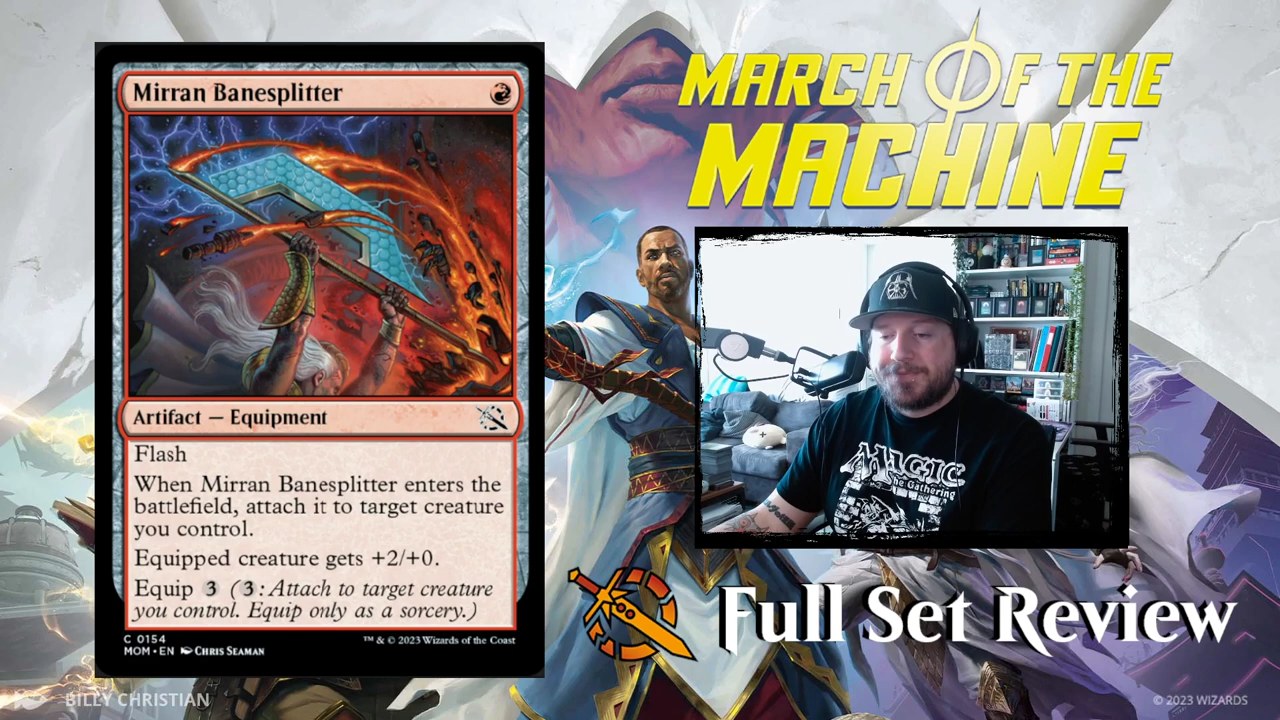 Mirran Banesplitter
Artifact — Equipment
Flash
When Mirran Banesplitter enters the
battlefield, attach it to target creature
you control.
Equipped creature gets +2/+0.
Equip 3 (3: Attach to target creature
you control. Equip only as a sorcery.)
C 0154
MOM • EN Chris Seaman
™ & © 2023 Wizards of the Coast
MARCH OF THE
MACHINE
MAGIC
The Gathering
Full Set Review
BILLY CHRISTIAN
© 2023 WIZARDS